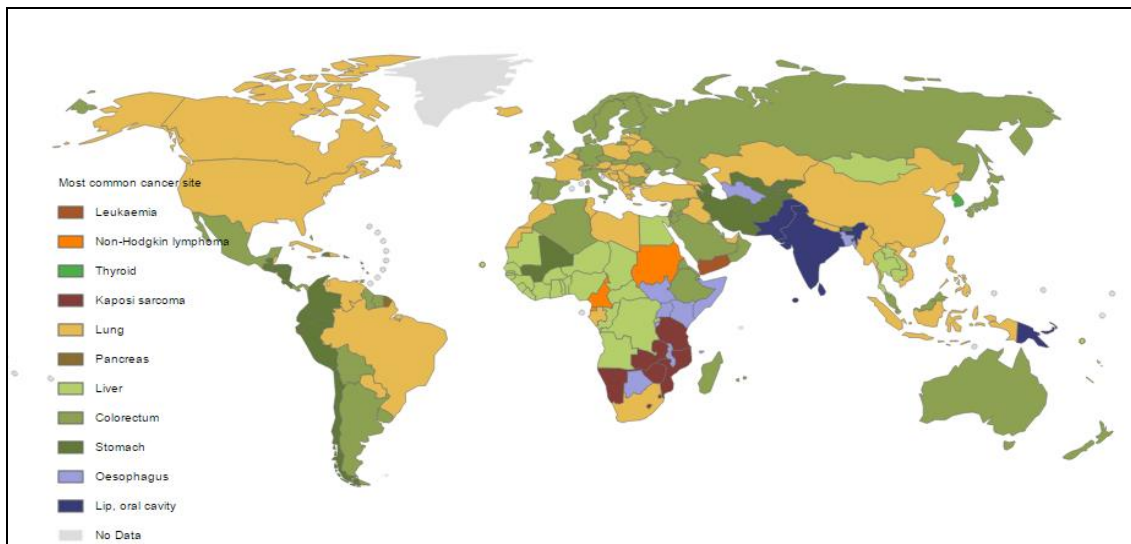 Most common cancer site
Leukaemia
Non-Hodgkin lymphoma
Thyroid
Kaposi sarcoma
Lung
Pancreas
Liver
Colorectum
Stomach
Oesophagus
Lip, oral cavity
No Data